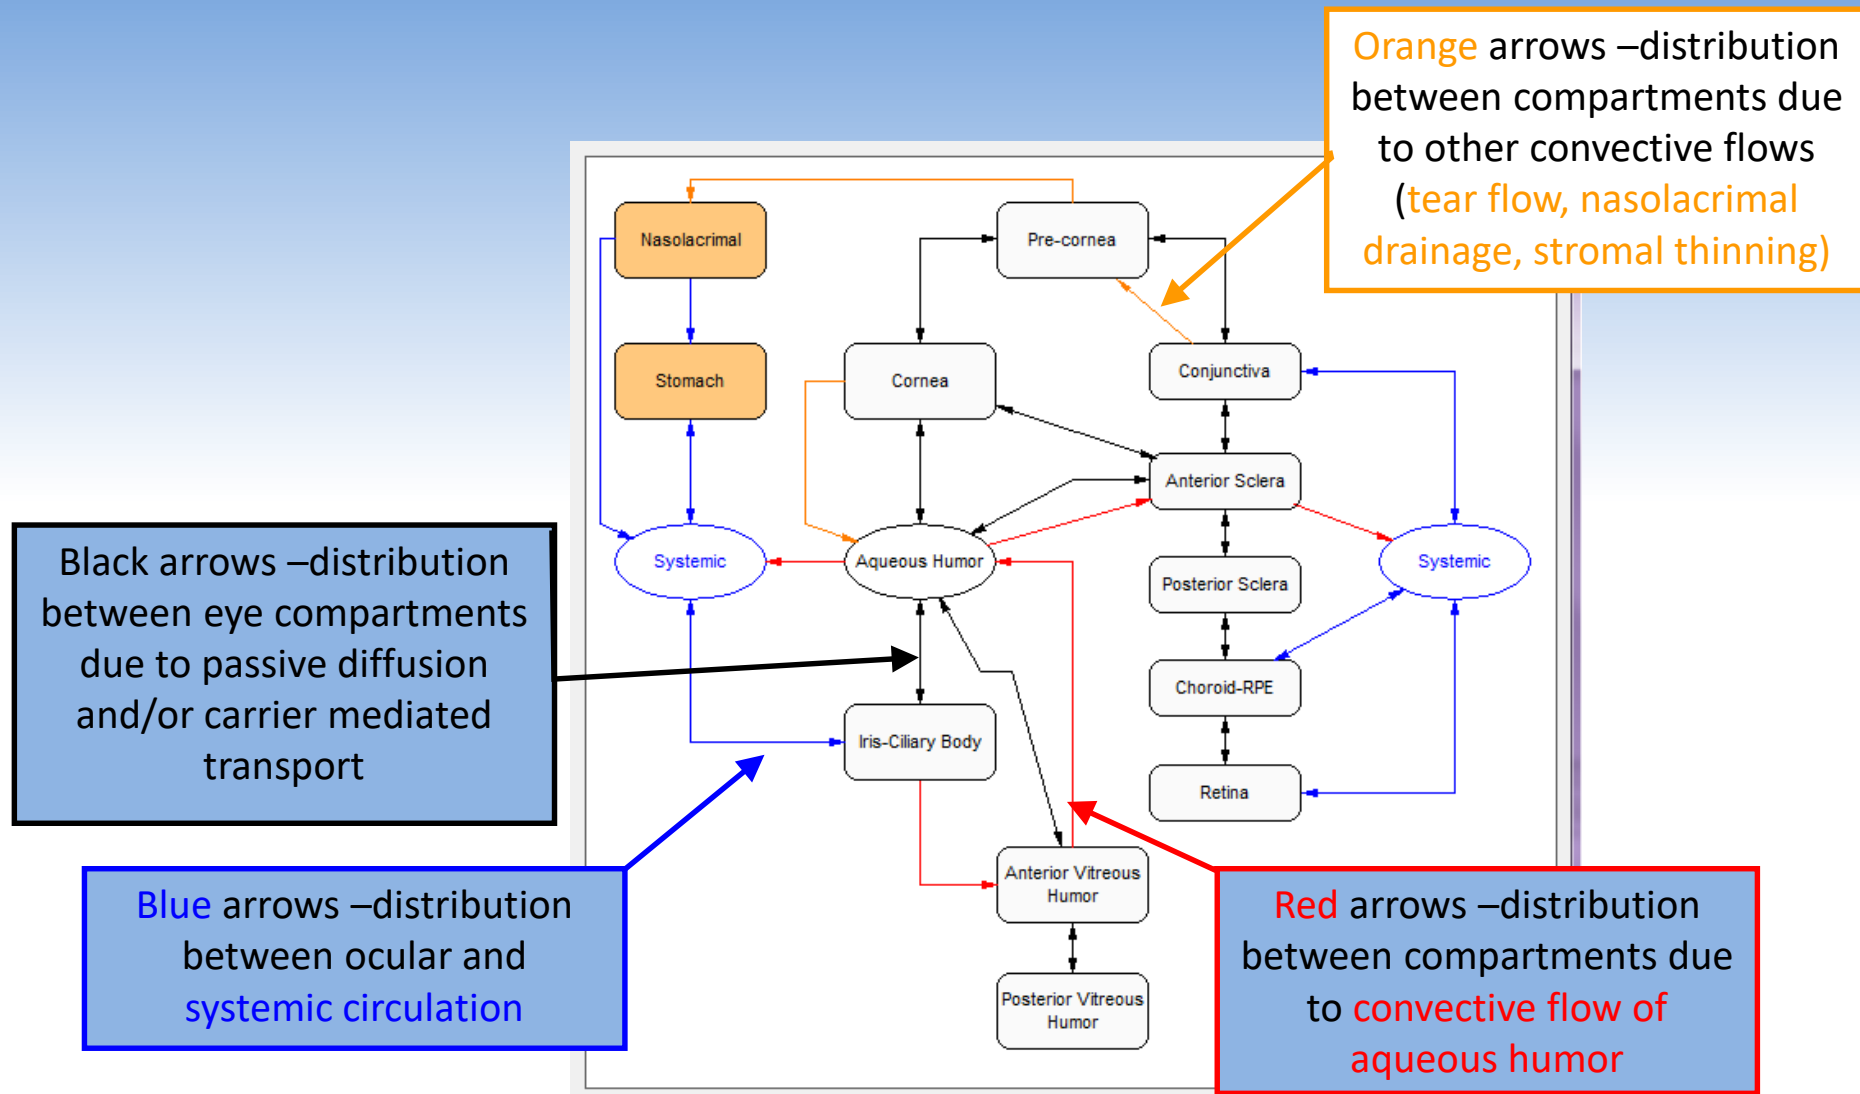 Orange arrows –distribution
between compartments due
to other convective flows
(tear flow, nasolacrimal
drainage, stromal thinning)
Nasolacrimal
Pre-cornea
Stomach
Cornea
Conjunctiva
Anterior Sclera
Systemic
Aqueous Humor
Posterior Sclera
Systemic
Choroid-RPE
Iris-Ciliary Body
Retina
Anterior Vitreous
Humor
Posterior Vitreous
Humor
Black arrows –distribution
between eye compartments
due to passive diffusion
and/or carrier mediated
transport
Blue arrows –distribution
between ocular and
systemic circulation
Red arrows –distribution
between compartments due
to convective flow of
aqueous humor